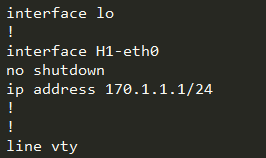 interface lo
!
interface H1-eth0
no shutdown
ip address 170.1.1.1/24
!
!
line vty